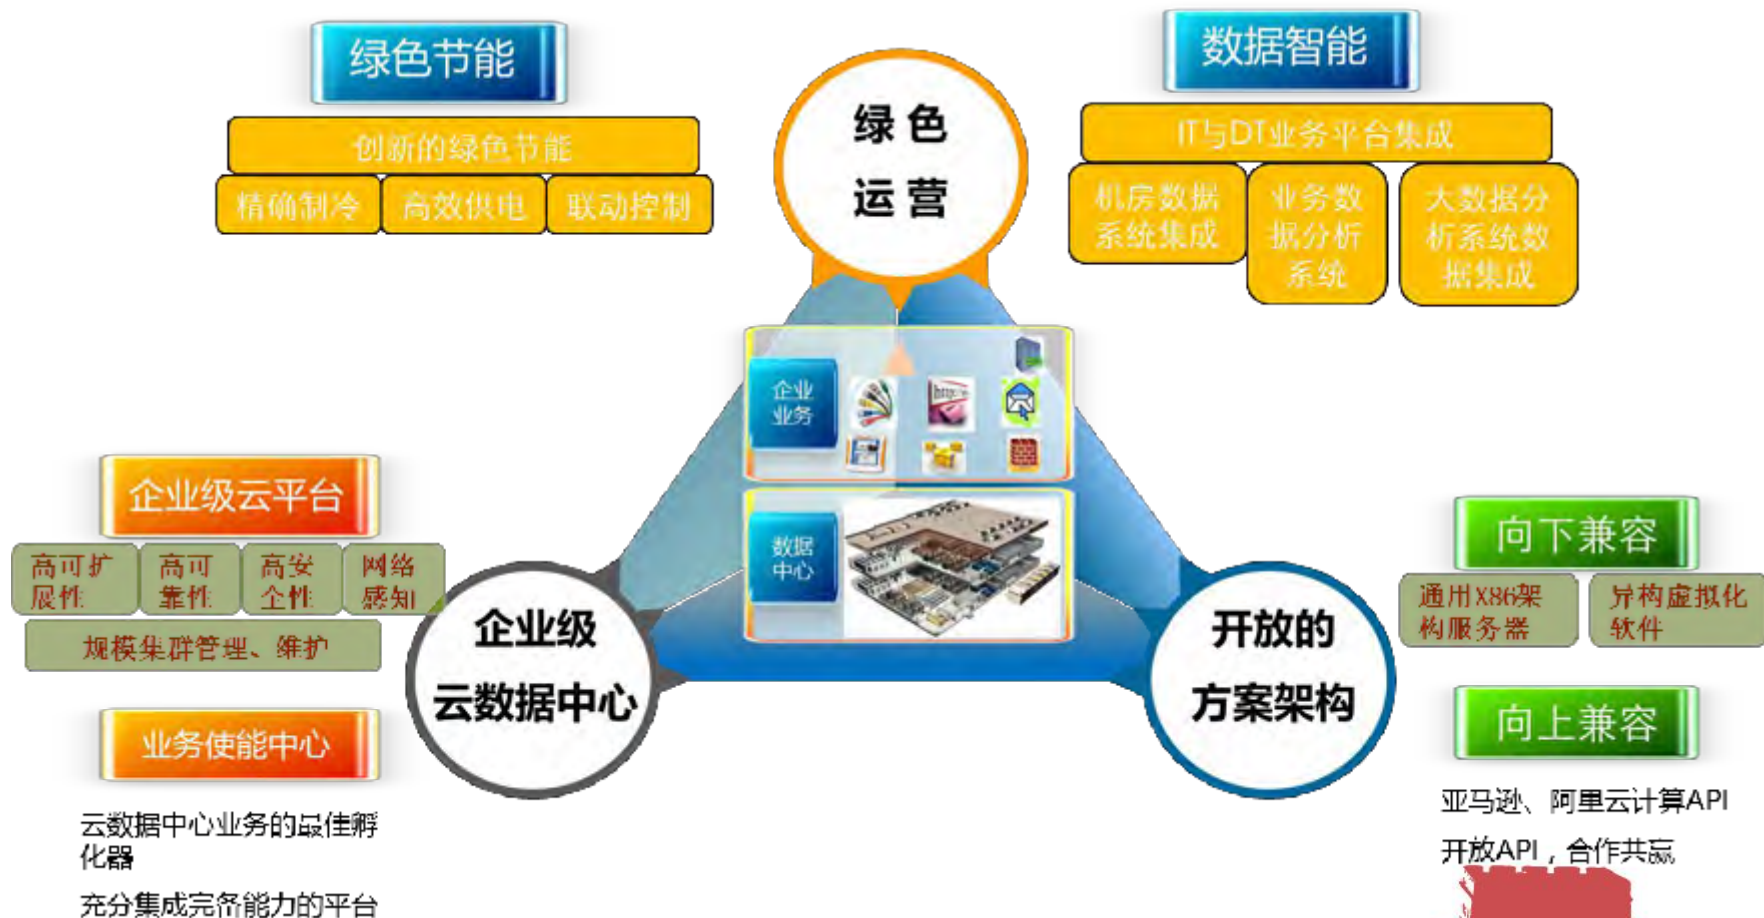 绿色节能
创新的绿色节能
精确制冷
高效供电
联动控制
绿色
运营
数据智能
IT与DT业务平台集成
机房数据
系统集成
业务数
据分析
系统
大数据分
析系统数
据集成
企业
业务
http
数据
中心
企业级云平台
高可扩
展性
高可
靠性
高安
全性
网络
感知
规模集群管理、维护
业务使能中心
云数据中心业务的最佳孵
化器
充分集成完备能力的平台
企业级
云数据中心
开放的
方案架构
向下兼容
通用X86架
构服务器
异构虚拟化
软件
向上兼容
亚马逊、阿里云计算API
开放API，合作共赢